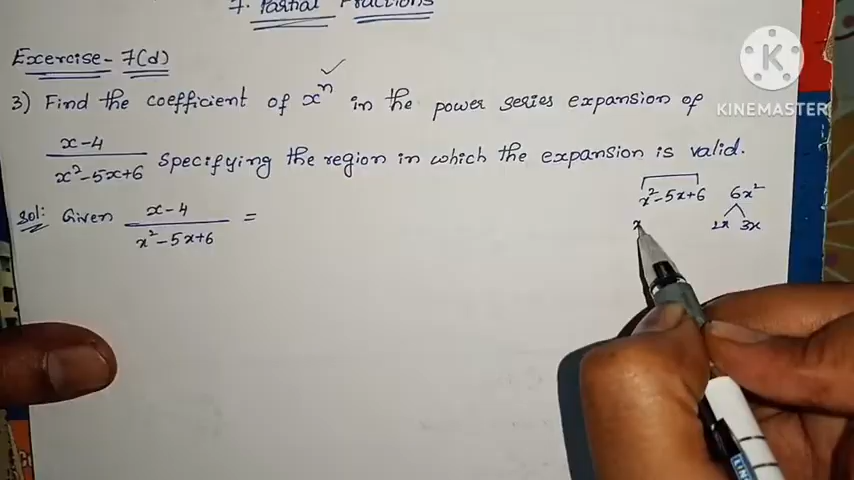 7. Partial Fractions
Exercise - 7(d)
3) Find the coefficient of xⁿ in the power series expansion of
x-4 / x²-5x+6 specifying the region in which the expansion is valid.
Sol: Given x-4 / x²-5x+6 =
x²-5x+6 6x²
x 2x 3x
KINEMASTER